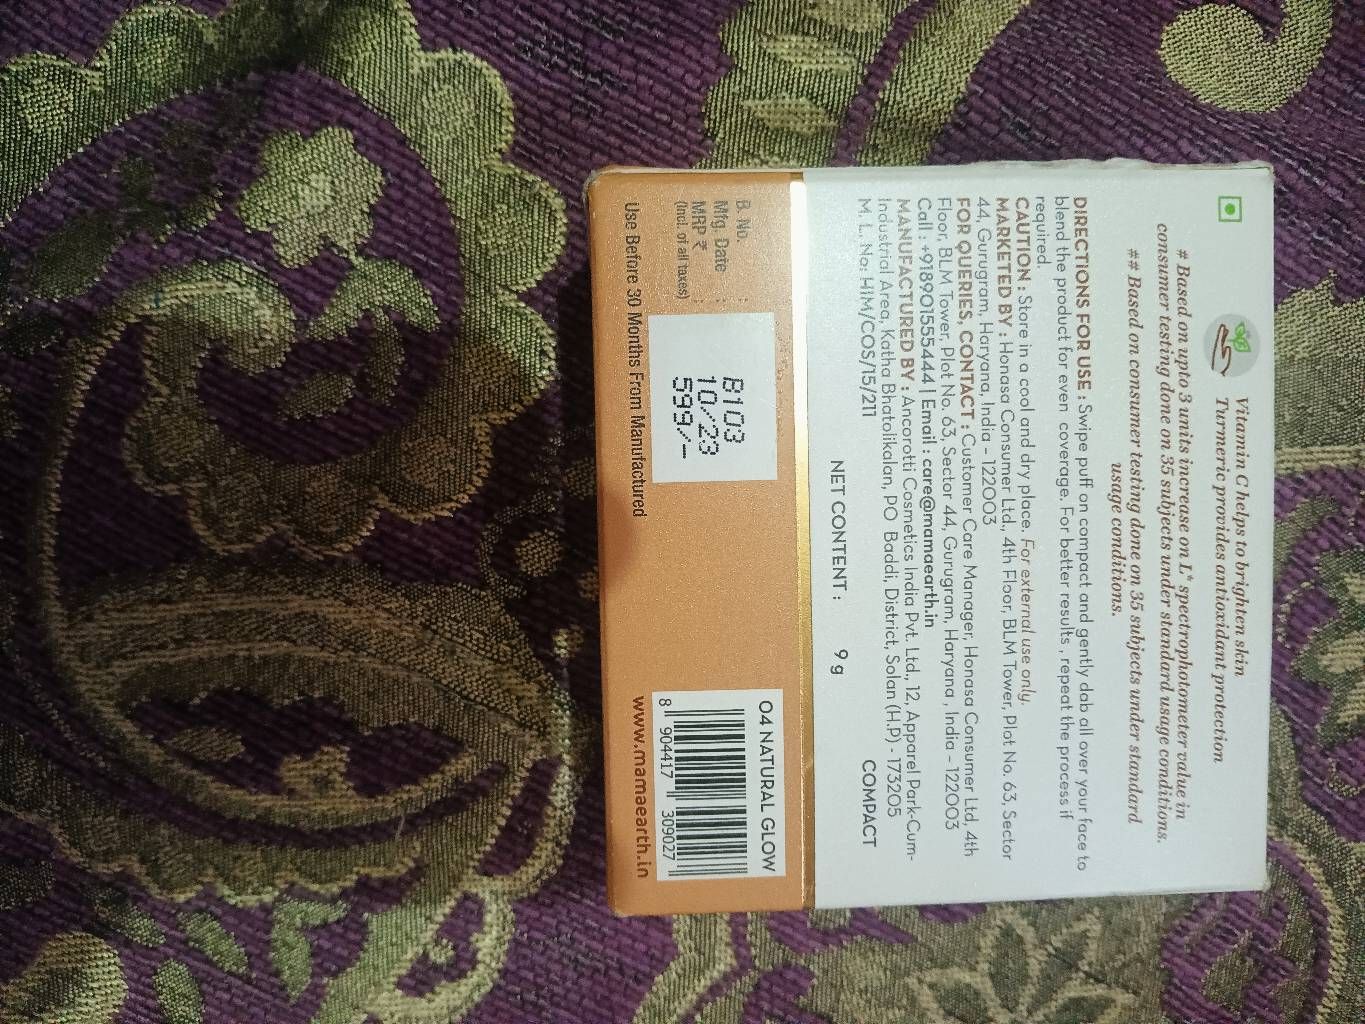 Vitamin C helps to brighten skin
Turmeric provides antioxidant protection
# Based on upto 3 units increase on L* spectrophotometer value in
consumer testing done on 35 subjects under standard usage conditions.
## Based on consumer testing done on 35 subjects under standard
usage conditions.
DIRECTIONS FOR USE : Swipe puff on compact and gently dab all over your face to
blend the product for even coverage. For better results , repeat the process if
required.
CAUTION : Store in a cool and dry place. For external use only.
MARKETED BY : Honasa Consumer Ltd., 4th Floor, BLM Tower, Plot No. 63, Sector
44, Gurugram, Haryana, India – 122003
FOR QUERIES, CONTACT : Customer Care Manager, Honasa Consumer Ltd, 4th
Floor, BLM Tower, Plot No. 63, Sector 44, Gurugram, Haryana , India – 122003
Call : +918901555444 | Email : care@mamaearth.in
MANUFACTURED BY : Ancorotti Cosmetics India Pvt. Ltd., 12, Apparel Park-Cum-
Industrial Area, Katha Bhatolikalan, PO Baddi, District, Solan (H.P) - 173205
M. L. No: HIM/COS/15/211
COMPACT
NET CONTENT : 9 g
B. No. : B103
Mfg. Date : 10/23
MRP ₹ : 599/-
(Incl. of all taxes)
Use Before 30 Months From Manufactured
04 NATURAL GLOW
8 904417 309027
www.mamaearth.in